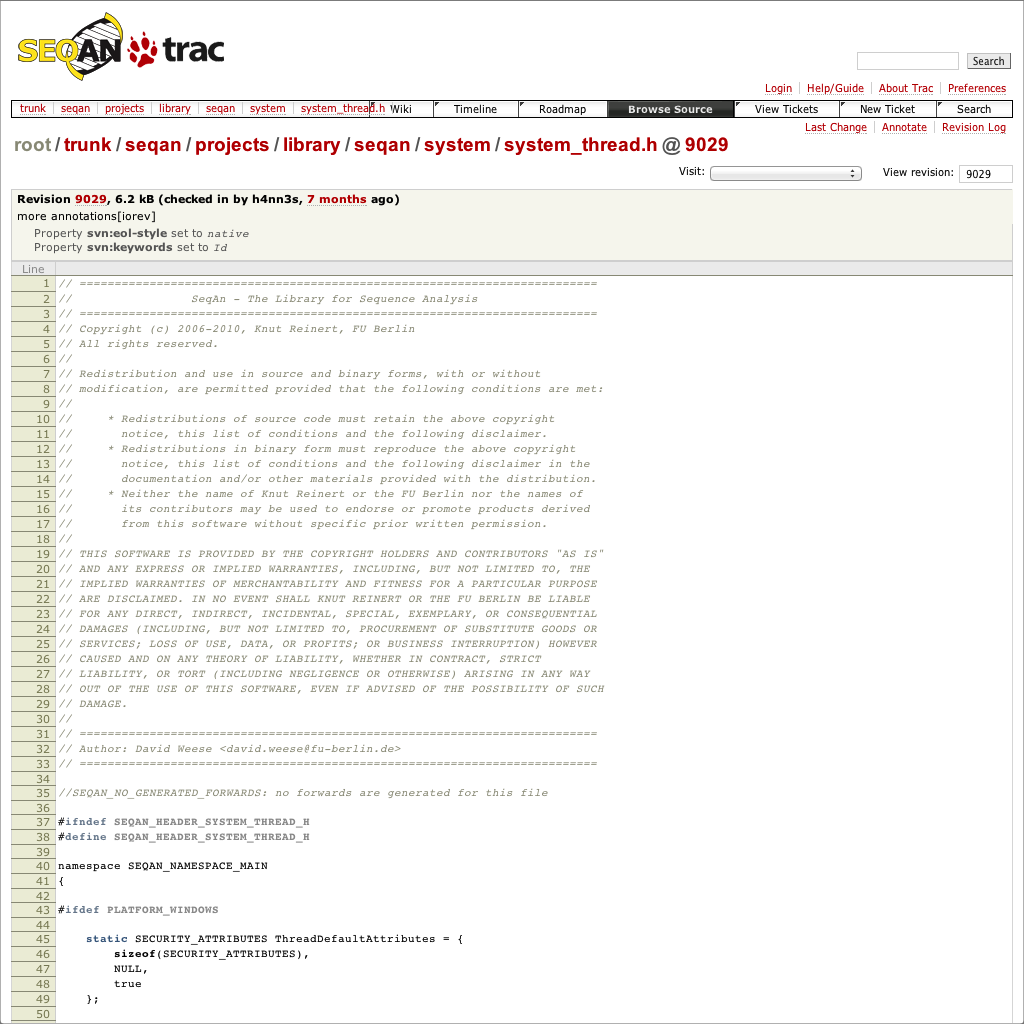 SEQAN trac
Search
Login Help/Guide About Trac Preferences
trunk seqan projects library seqan system system_thread.h Wiki Timeline Roadmap Browse Source View Tickets New Ticket Search
Last Change Annotate Revision Log
root / trunk / seqan / projects / library / seqan / system / system_thread.h @ 9029
Visit: View revision: 9029
Revision 9029, 6.2 kB (checked in by h4nn3s, 7 months ago)
more annotations[iorev]
Property svn:eol-style set to native
Property svn:keywords set to Id
Line
1 // ==========================================================================
2 //                 SeqAn - The Library for Sequence Analysis
3 // ==========================================================================
4 // Copyright (c) 2006-2010, Knut Reinert, FU Berlin
5 // All rights reserved.
6 //
7 // Redistribution and use in source and binary forms, with or without
8 // modification, are permitted provided that the following conditions are met:
9 //
10 //     * Redistributions of source code must retain the above copyright
11 //       notice, this list of conditions and the following disclaimer.
12 //     * Redistributions in binary form must reproduce the above copyright
13 //       notice, this list of conditions and the following disclaimer in the
14 //       documentation and/or other materials provided with the distribution.
15 //     * Neither the name of Knut Reinert or the FU Berlin nor the names of
16 //       its contributors may be used to endorse or promote products derived
17 //       from this software without specific prior written permission.
18 //
19 // THIS SOFTWARE IS PROVIDED BY THE COPYRIGHT HOLDERS AND CONTRIBUTORS "AS IS"
20 // AND ANY EXPRESS OR IMPLIED WARRANTIES, INCLUDING, BUT NOT LIMITED TO, THE
21 // IMPLIED WARRANTIES OF MERCHANTABILITY AND FITNESS FOR A PARTICULAR PURPOSE
22 // ARE DISCLAIMED. IN NO EVENT SHALL KNUT REINERT OR THE FU BERLIN BE LIABLE
23 // FOR ANY DIRECT, INDIRECT, INCIDENTAL, SPECIAL, EXEMPLARY, OR CONSEQUENTIAL
24 // DAMAGES (INCLUDING, BUT NOT LIMITED TO, PROCUREMENT OF SUBSTITUTE GOODS OR
25 // SERVICES; LOSS OF USE, DATA, OR PROFITS; OR BUSINESS INTERRUPTION) HOWEVER
26 // CAUSED AND ON ANY THEORY OF LIABILITY, WHETHER IN CONTRACT, STRICT
27 // LIABILITY, OR TORT (INCLUDING NEGLIGENCE OR OTHERWISE) ARISING IN ANY WAY
28 // OUT OF THE USE OF THIS SOFTWARE, EVEN IF ADVISED OF THE POSSIBILITY OF SUCH
29 // DAMAGE.
30 //
31 // ==========================================================================
32 // Author: David Weese <david.weese@fu-berlin.de>
33 // ==========================================================================
34
35 //SEQAN_NO_GENERATED_FORWARDS: no forwards are generated for this file
36
37 #ifndef SEQAN_HEADER_SYSTEM_THREAD_H
38 #define SEQAN_HEADER_SYSTEM_THREAD_H
39
40 namespace SEQAN_NAMESPACE_MAIN
41 {
42
43 #ifdef PLATFORM_WINDOWS
44
45     static SECURITY_ATTRIBUTES ThreadDefaultAttributes = {
46         sizeof(SECURITY_ATTRIBUTES),
47         NULL,
48         true
49     };
50